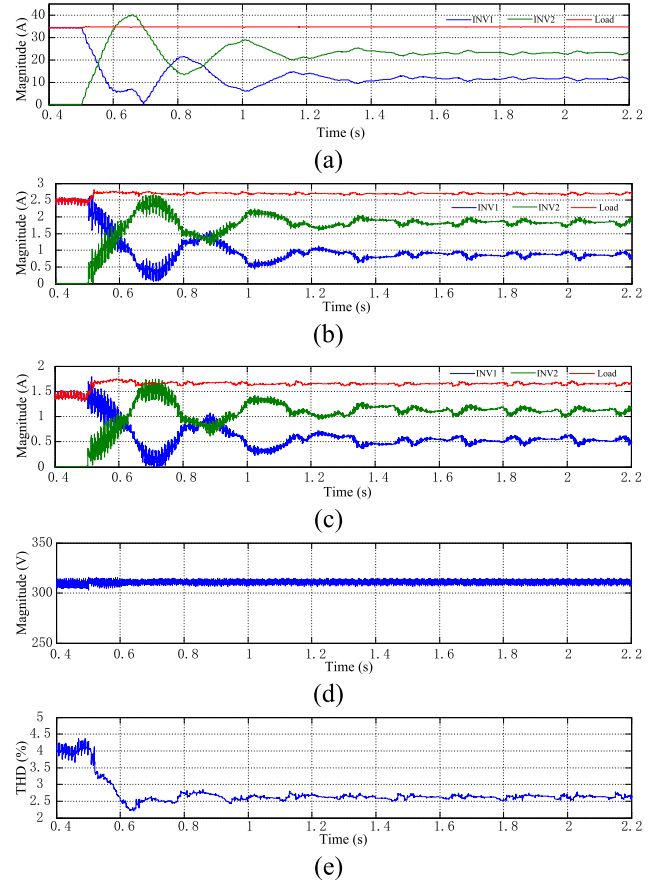 Magnitude (A)
40
30
20
10
0
INV1 INV2 Load
0.4 0.6 0.8 1 1.2 1.4 1.6 1.8 2 2.2
Time (s)
(a)
Magnitude (A)
3
2.5
2
1.5
1
0.5
0
INV1 INV2 Load
0.4 0.6 0.8 1 1.2 1.4 1.6 1.8 2 2.2
Time (s)
(b)
Magnitude (A)
2
1.5
1
0.5
0
INV1 INV2 Load
0.4 0.6 0.8 1 1.2 1.4 1.6 1.8 2 2.2
Time (s)
(c)
Magnitude (V)
350
300
250
0.4 0.6 0.8 1 1.2 1.4 1.6 1.8 2 2.2
Time (s)
(d)
THD (%)
5
4.5
4
3.5
3
2.5
2
0.4 0.6 0.8 1 1.2 1.4 1.6 1.8 2 2.2
Time (s)
(e)